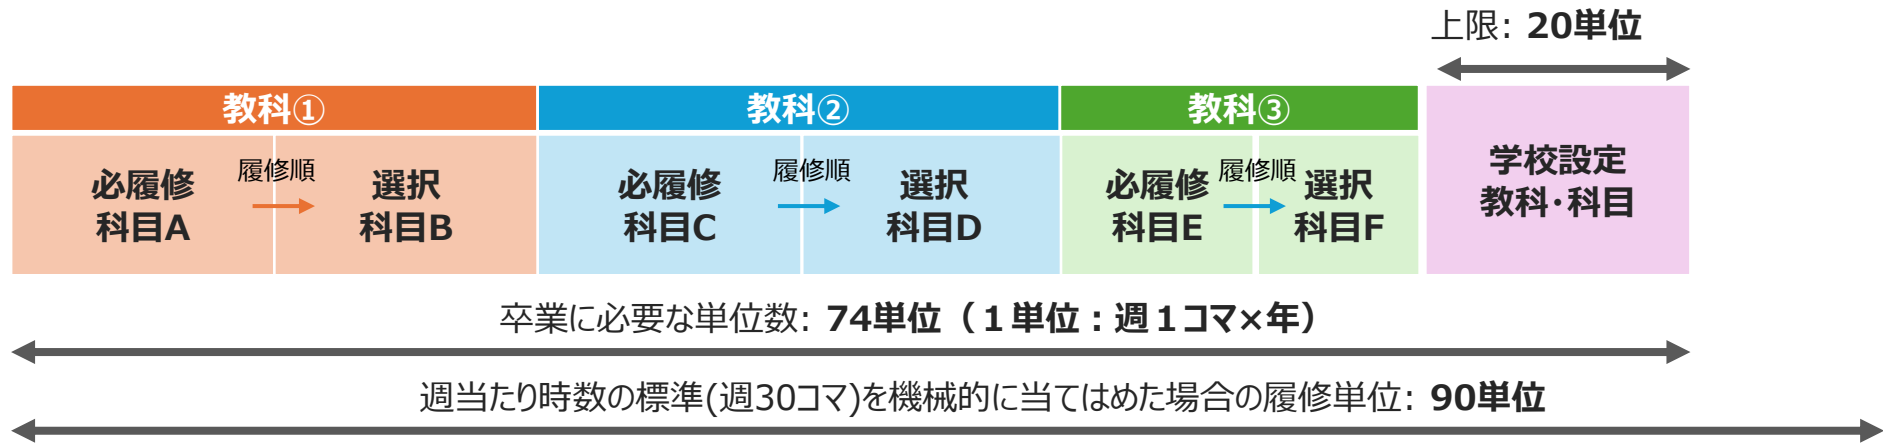 上限: 20単位
教科①
教科②
教科③
必履修
科目A
履修順
選択
科目B
必履修
科目C
履修順
選択
科目D
必履修
科目E
履修順
選択
科目F
学校設定
教科・科目
卒業に必要な単位数: 74単位（１単位：週１コマ×年）
週当たり時数の標準(週30コマ)を機械的に当てはめた場合の履修単位: 90単位